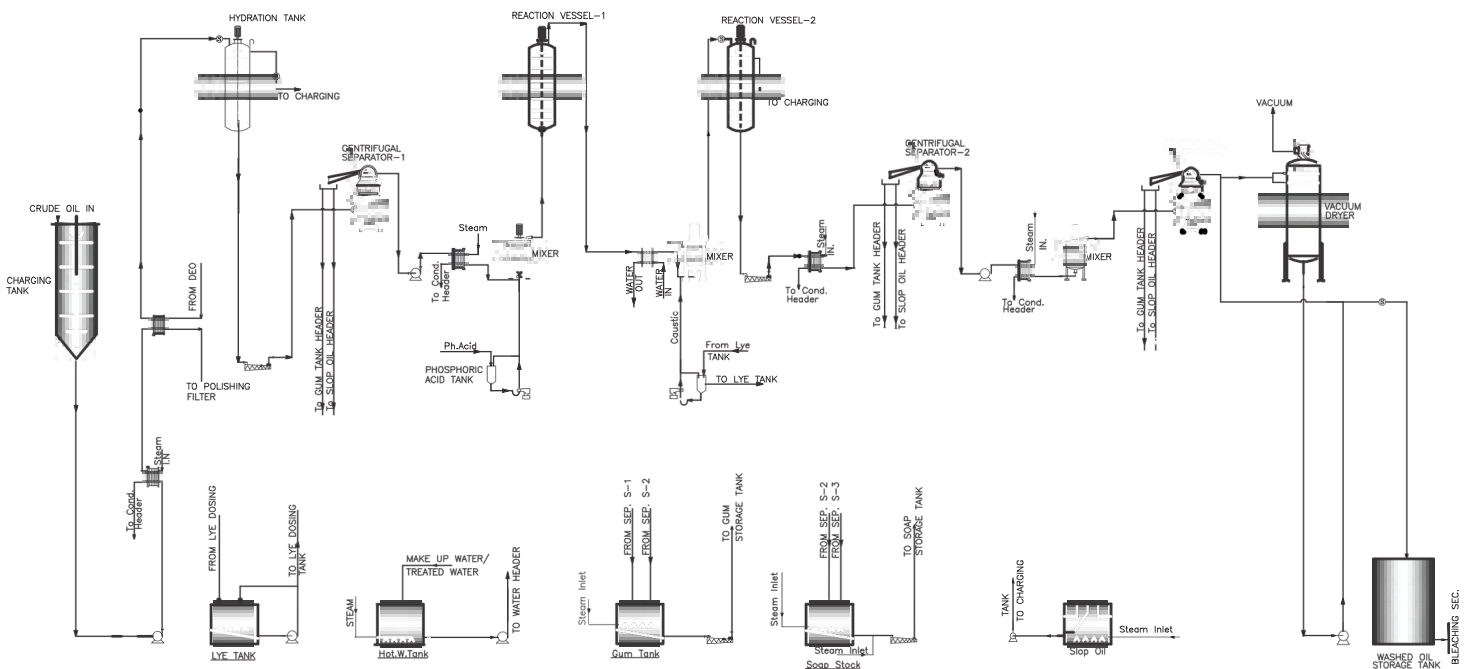 HYDRATION TANK
REACTION VESSEL-1
REACTION VESSEL-2
S
S
TO CHARGING
TO CHARGING
VACUUM
CENTRIFUGAL
SEPARATOR-1
CENTRIFUGAL
SEPARATOR-2
CRUDE OIL IN
VACUUM
DRYER
CHARGING
TANK
FROM DEO
TO POLISHING
FILTER
Steam
I.N
To Cond.
Header
To GUM TANK HEADER
To SLOP OIL HEADER
Steam
To Cond.
Header
MIXER
Ph.Acid
PHOSPHORIC
ACID TANK
WATER
OUT
WATER
IN
MIXER
Caustic
From Lye
TANK
TO LYE TANK
Steam
IN.
To Cond.
Header
To GUM TANK HEADER
To SLOP OIL HEADER
Steam
IN.
To Cond.
Header
MIXER
To GUM TANK HEADER
To SLOP OIL HEADER
S
FROM LYE DOSING
TO LYE DOSING
TANK
LYE TANK
MAKE UP WATER/
TREATED WATER
STEAM
TO WATER HEADER
Hot.W.Tank
FROM SEP. S-1
FROM SEP. S-2
TO GUM
STORAGE TANK
Steam Inlet
Gum Tank
FROM SEP. S-2
FROM SEP. S-3
TO SOAP
STORAGE TANK
Steam Inlet
Steam Inlet
Soap Stock
TANK
TO CHARGING
Steam Inlet
Slop Oil
WASHED OIL
STORAGE TANK
BLEACHING SEC.